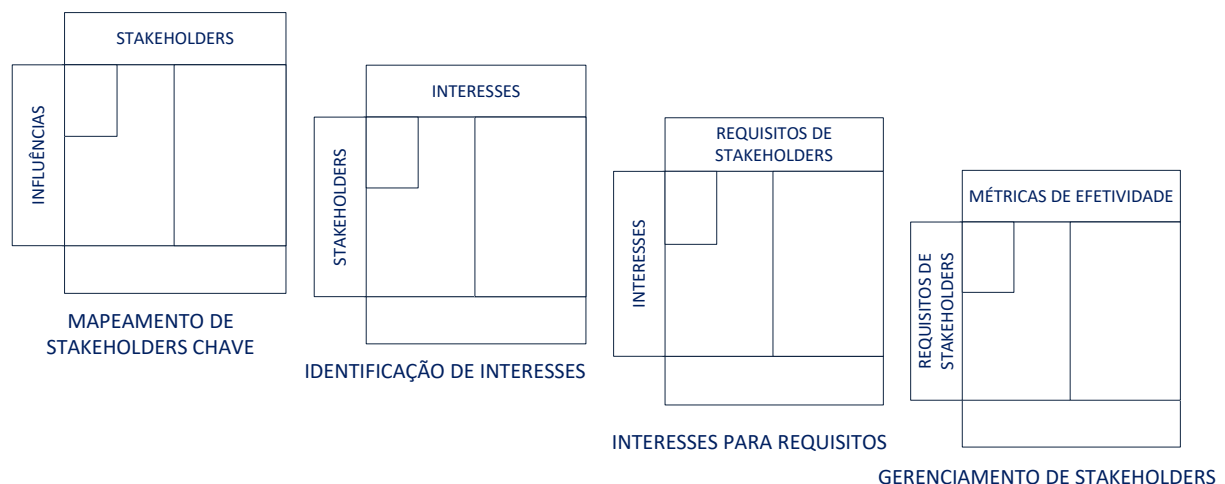 STAKEHOLDERS
INFLUÊNCIAS
MAPEAMENTO DE
STAKEHOLDERS CHAVE
INTERESSES
STAKEHOLDERS
IDENTIFICAÇÃO DE INTERESSES
REQUISITOS DE
STAKEHOLDERS
INTERESSES
INTERESSES PARA REQUISITOS
MÉTRICAS DE EFETIVIDADE
REQUISITOS DE
STAKEHOLDERS
GERENCIAMENTO DE STAKEHOLDERS